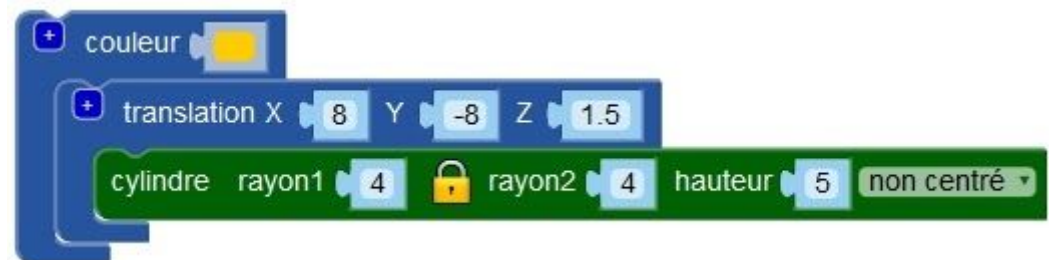 + couleur
+ translation X 8 Y -8 Z 1.5
cylindre rayon1 4 rayon2 4 hauteur 5 non centré